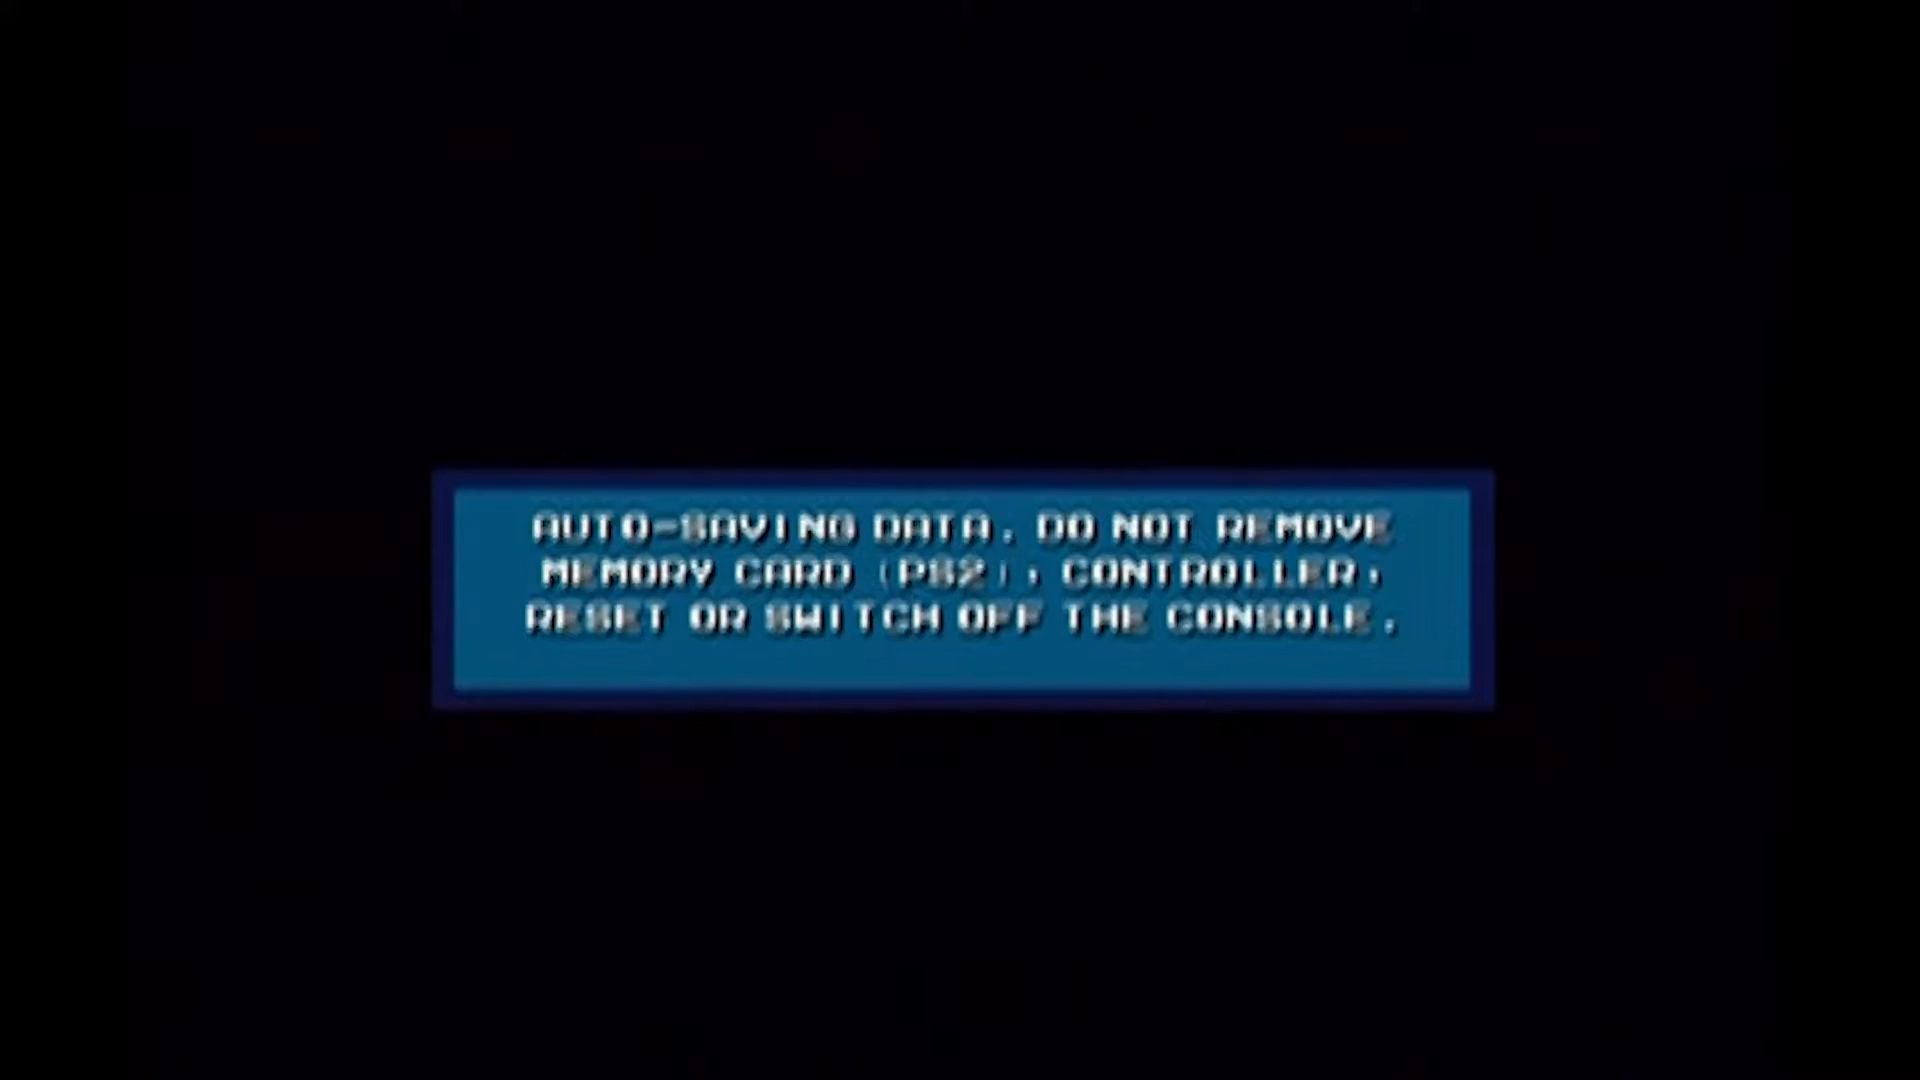 AUTO-SAVING DATA. DO NOT REMOVE
MEMORY CARD (PS2), CONTROLLER,
RESET OR SWITCH OFF THE CONSOLE.